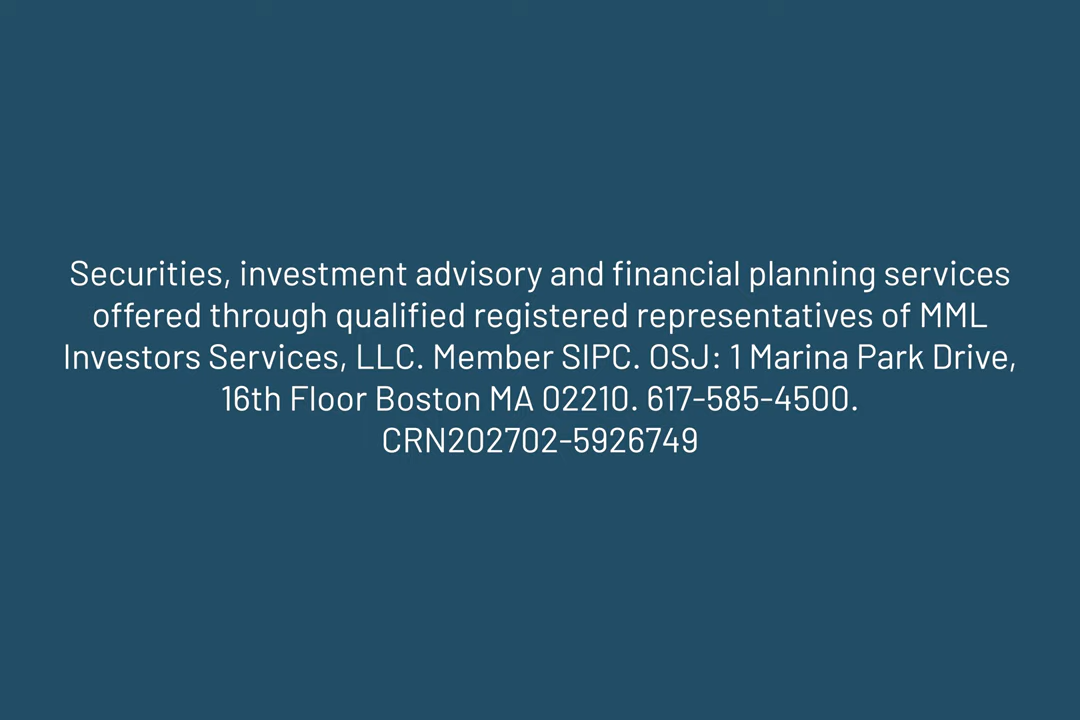 Securities, investment advisory and financial planning services
offered through qualified registered representatives of MML
Investors Services, LLC. Member SIPC. OSJ: 1 Marina Park Drive,
16th Floor Boston MA 02210. 617-585-4500.
CRN202702-5926749